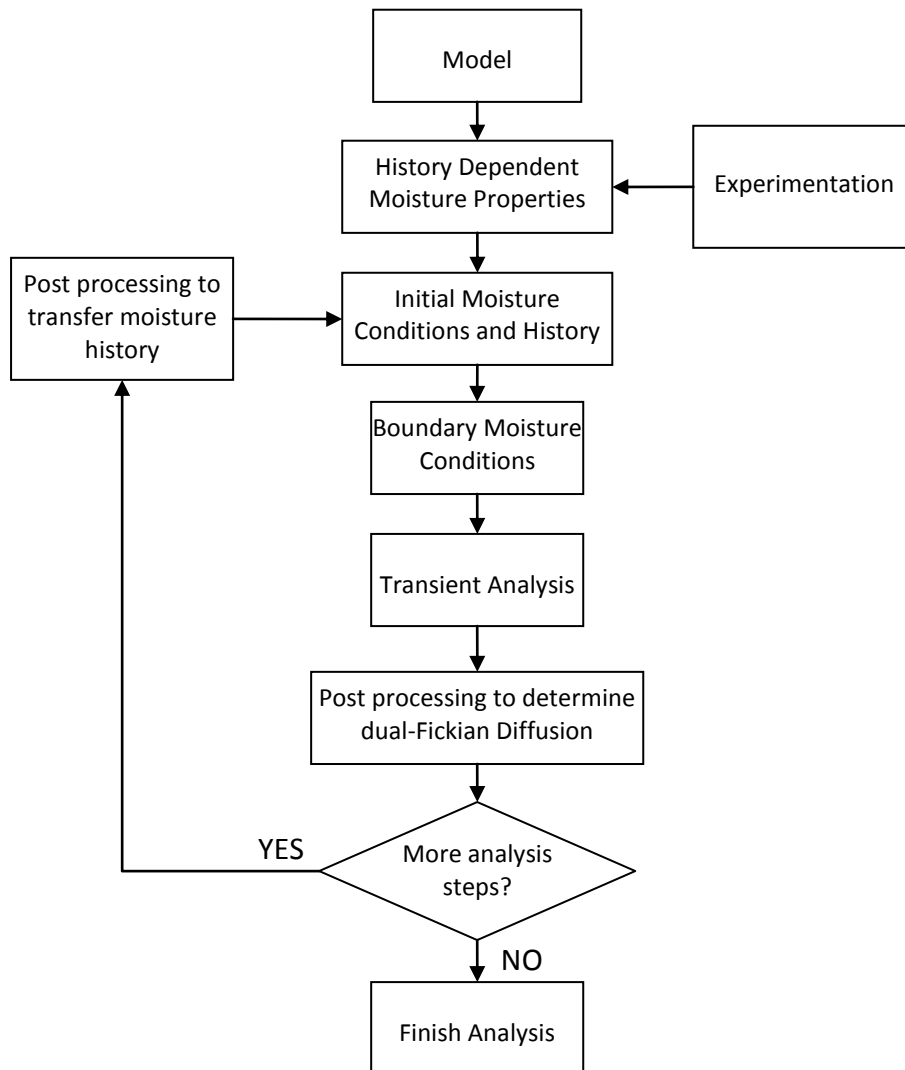 Model
History Dependent
Moisture Properties
Experimentation
Post processing to
transfer moisture
history
Initial Moisture
Conditions and History
Boundary Moisture
Conditions
Transient Analysis
Post processing to determine
dual-Fickian Diffusion
YES
More analysis
steps?
NO
Finish Analysis